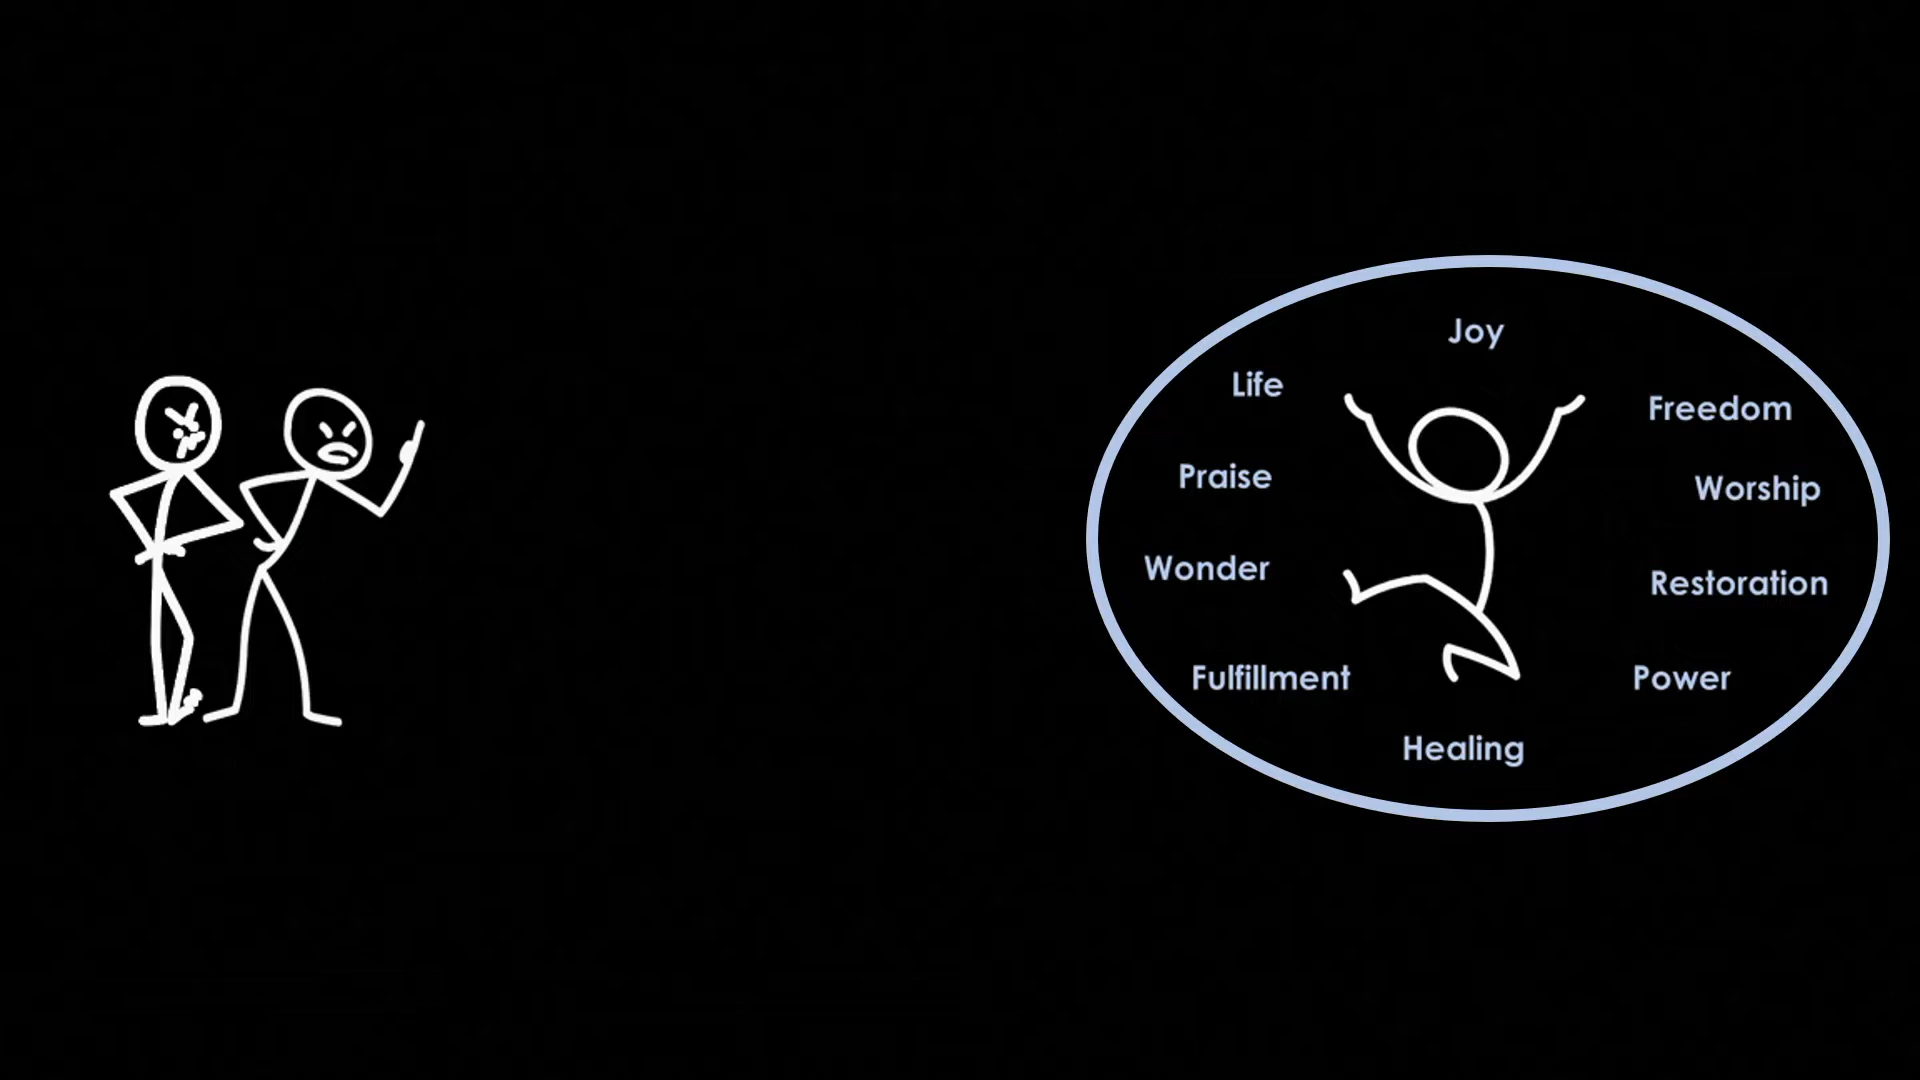 Joy
Life
Freedom
Praise
Worship
Wonder
Restoration
Fulfillment
Power
Healing